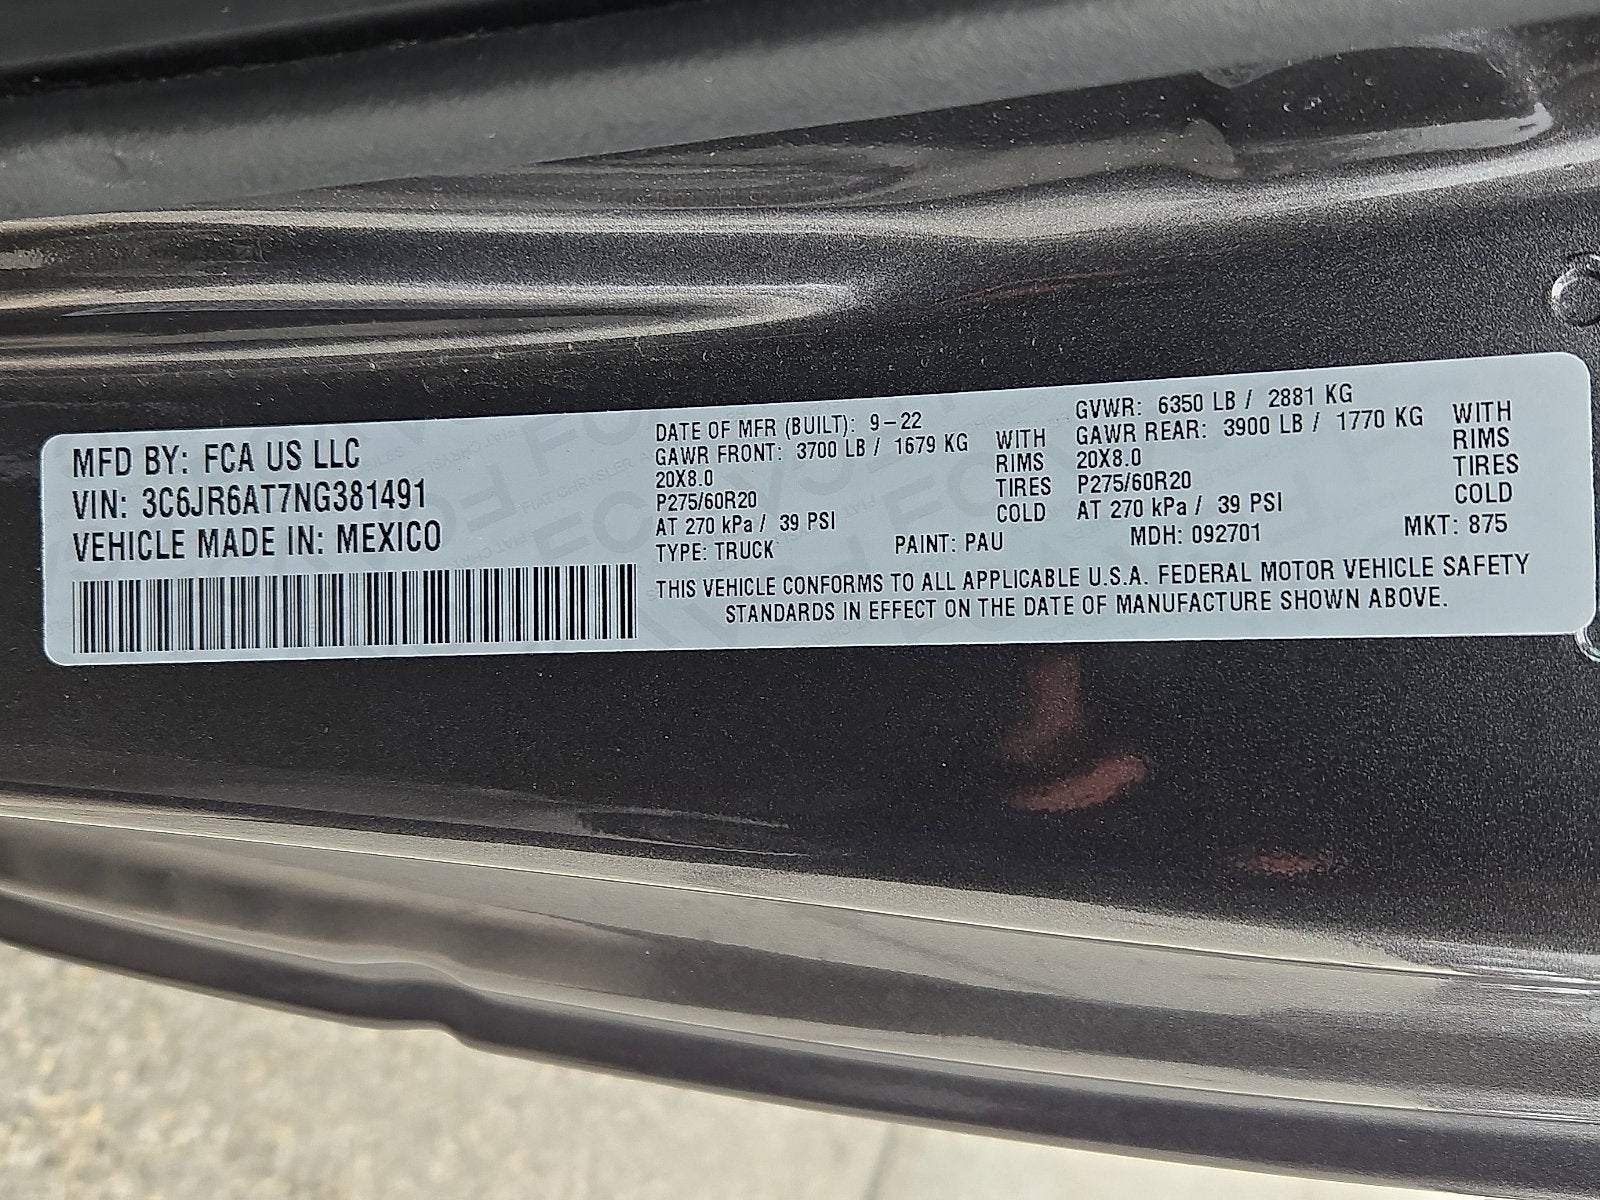 MFD BY: FCA US LLC
VIN: 3C6JR6AT7NG381491
VEHICLE MADE IN: MEXICO
DATE OF MFR (BUILT): 9-22
GAWR FRONT: 3700 LB / 1679 KG WITH
20X8.0 RIMS
P275/60R20 TIRES
AT 270 kPa / 39 PSI COLD
GVWR: 6350 LB / 2881 KG
GAWR REAR: 3900 LB / 1770 KG WITH
20X8.0 RIMS
P275/60R20 TIRES
AT 270 kPa / 39 PSI COLD
TYPE: TRUCK PAINT: PAU MDH: 092701 MKT: 875
THIS VEHICLE CONFORMS TO ALL APPLICABLE U.S.A. FEDERAL MOTOR VEHICLE SAFETY
STANDARDS IN EFFECT ON THE DATE OF MANUFACTURE SHOWN ABOVE.